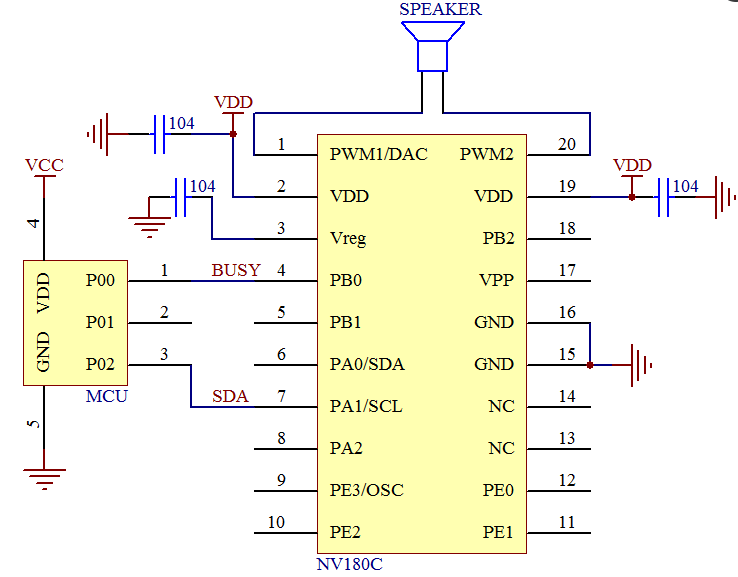 SPEAKER
VDD
104
1
PWM1/DAC
PWM2
20
VCC
104
2
VDD
VDD
19
VDD
104
4
3
Vreg
PB2
18
VDD
P00
1
BUSY
4
PB0
VPP
17
P01
2
5
PB1
GND
16
GND
P02
3
6
PA0/SDA
GND
15
MCU
SDA
7
PA1/SCL
NC
14
5
8
PA2
NC
13
9
PE3/OSC
PE0
12
10
PE2
PE1
11
NV180C